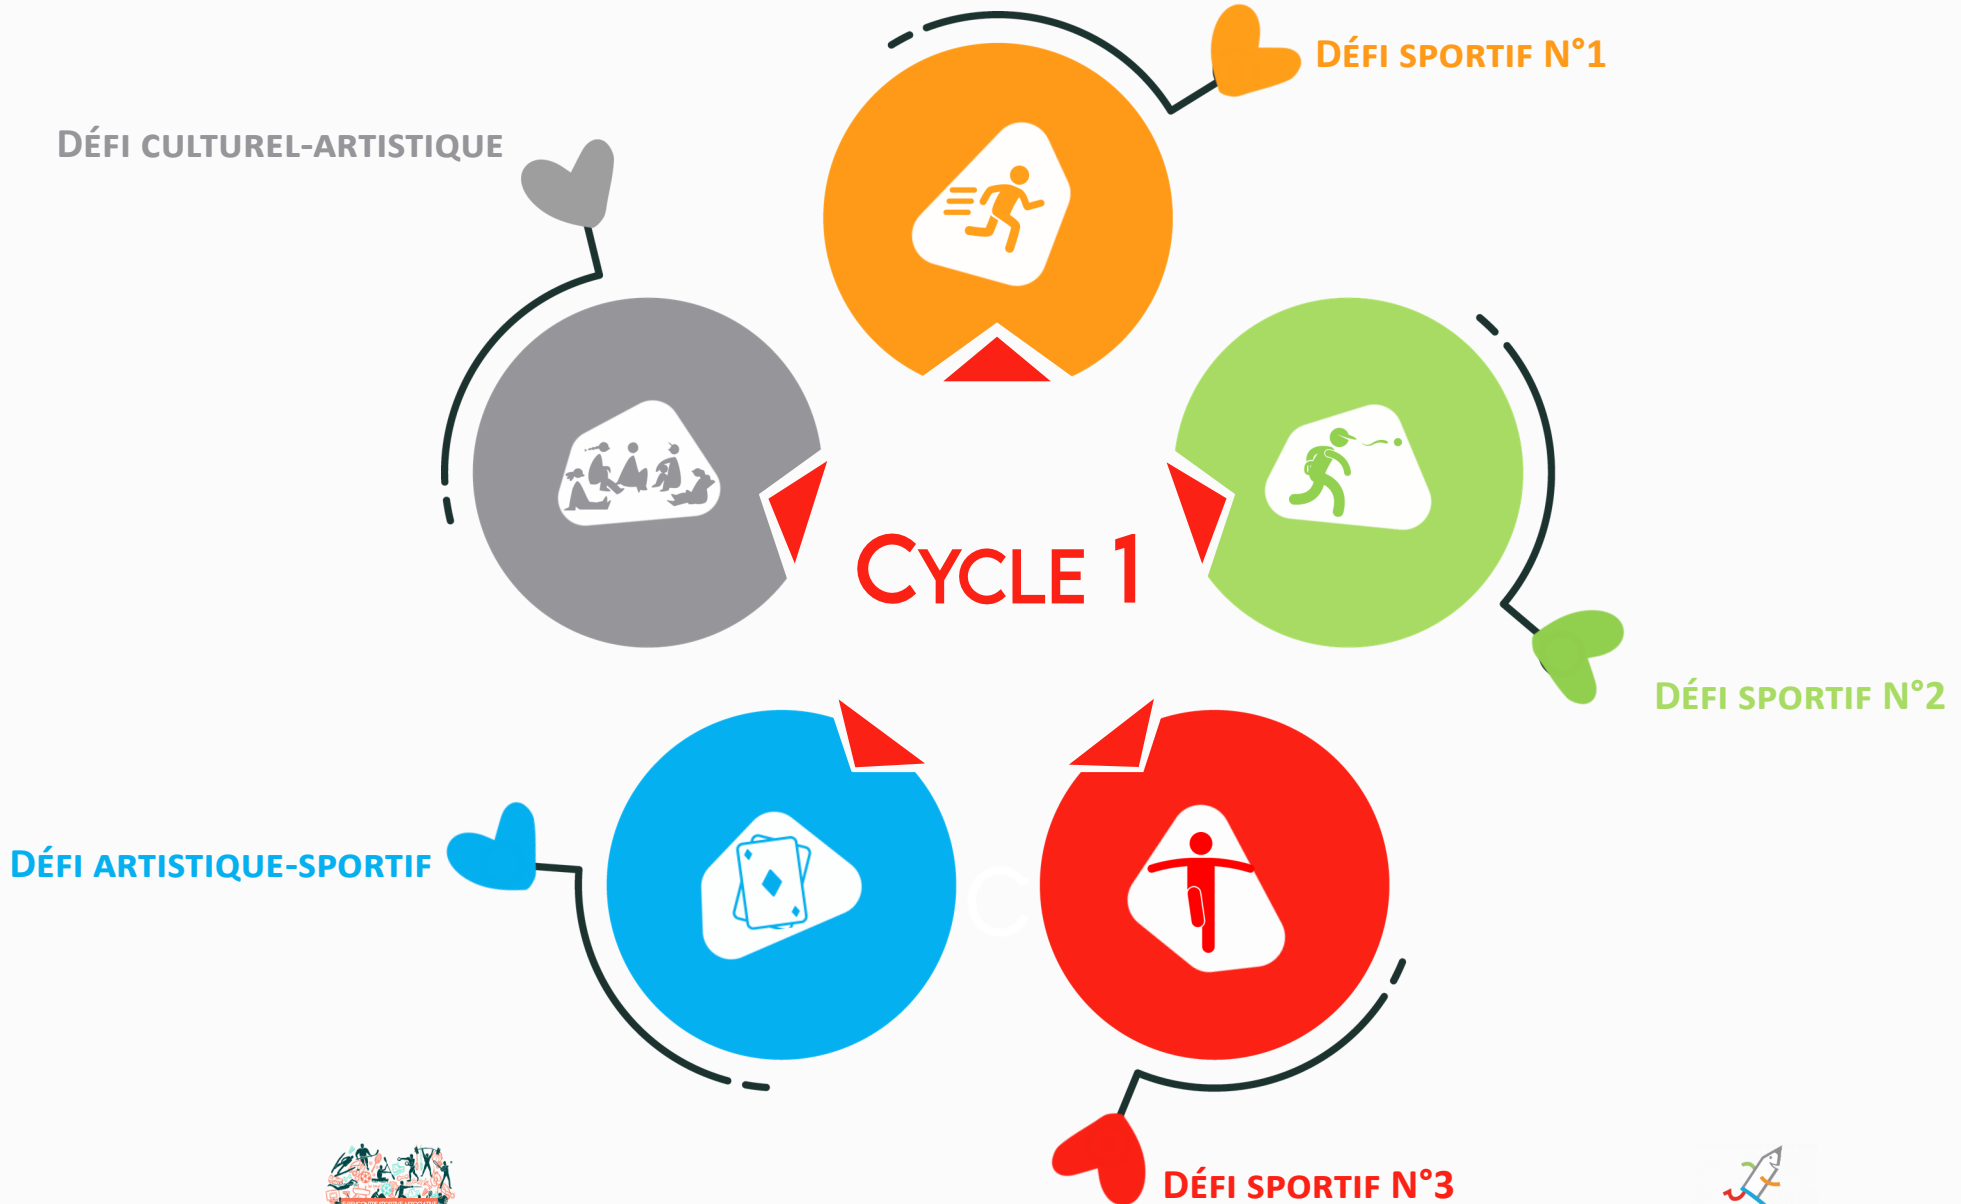 Défi sportif N°1
Défi culturel-artistique
Cycle 1
Défi sportif N°2
Défi artistique-sportif
C
Défi sportif N°3